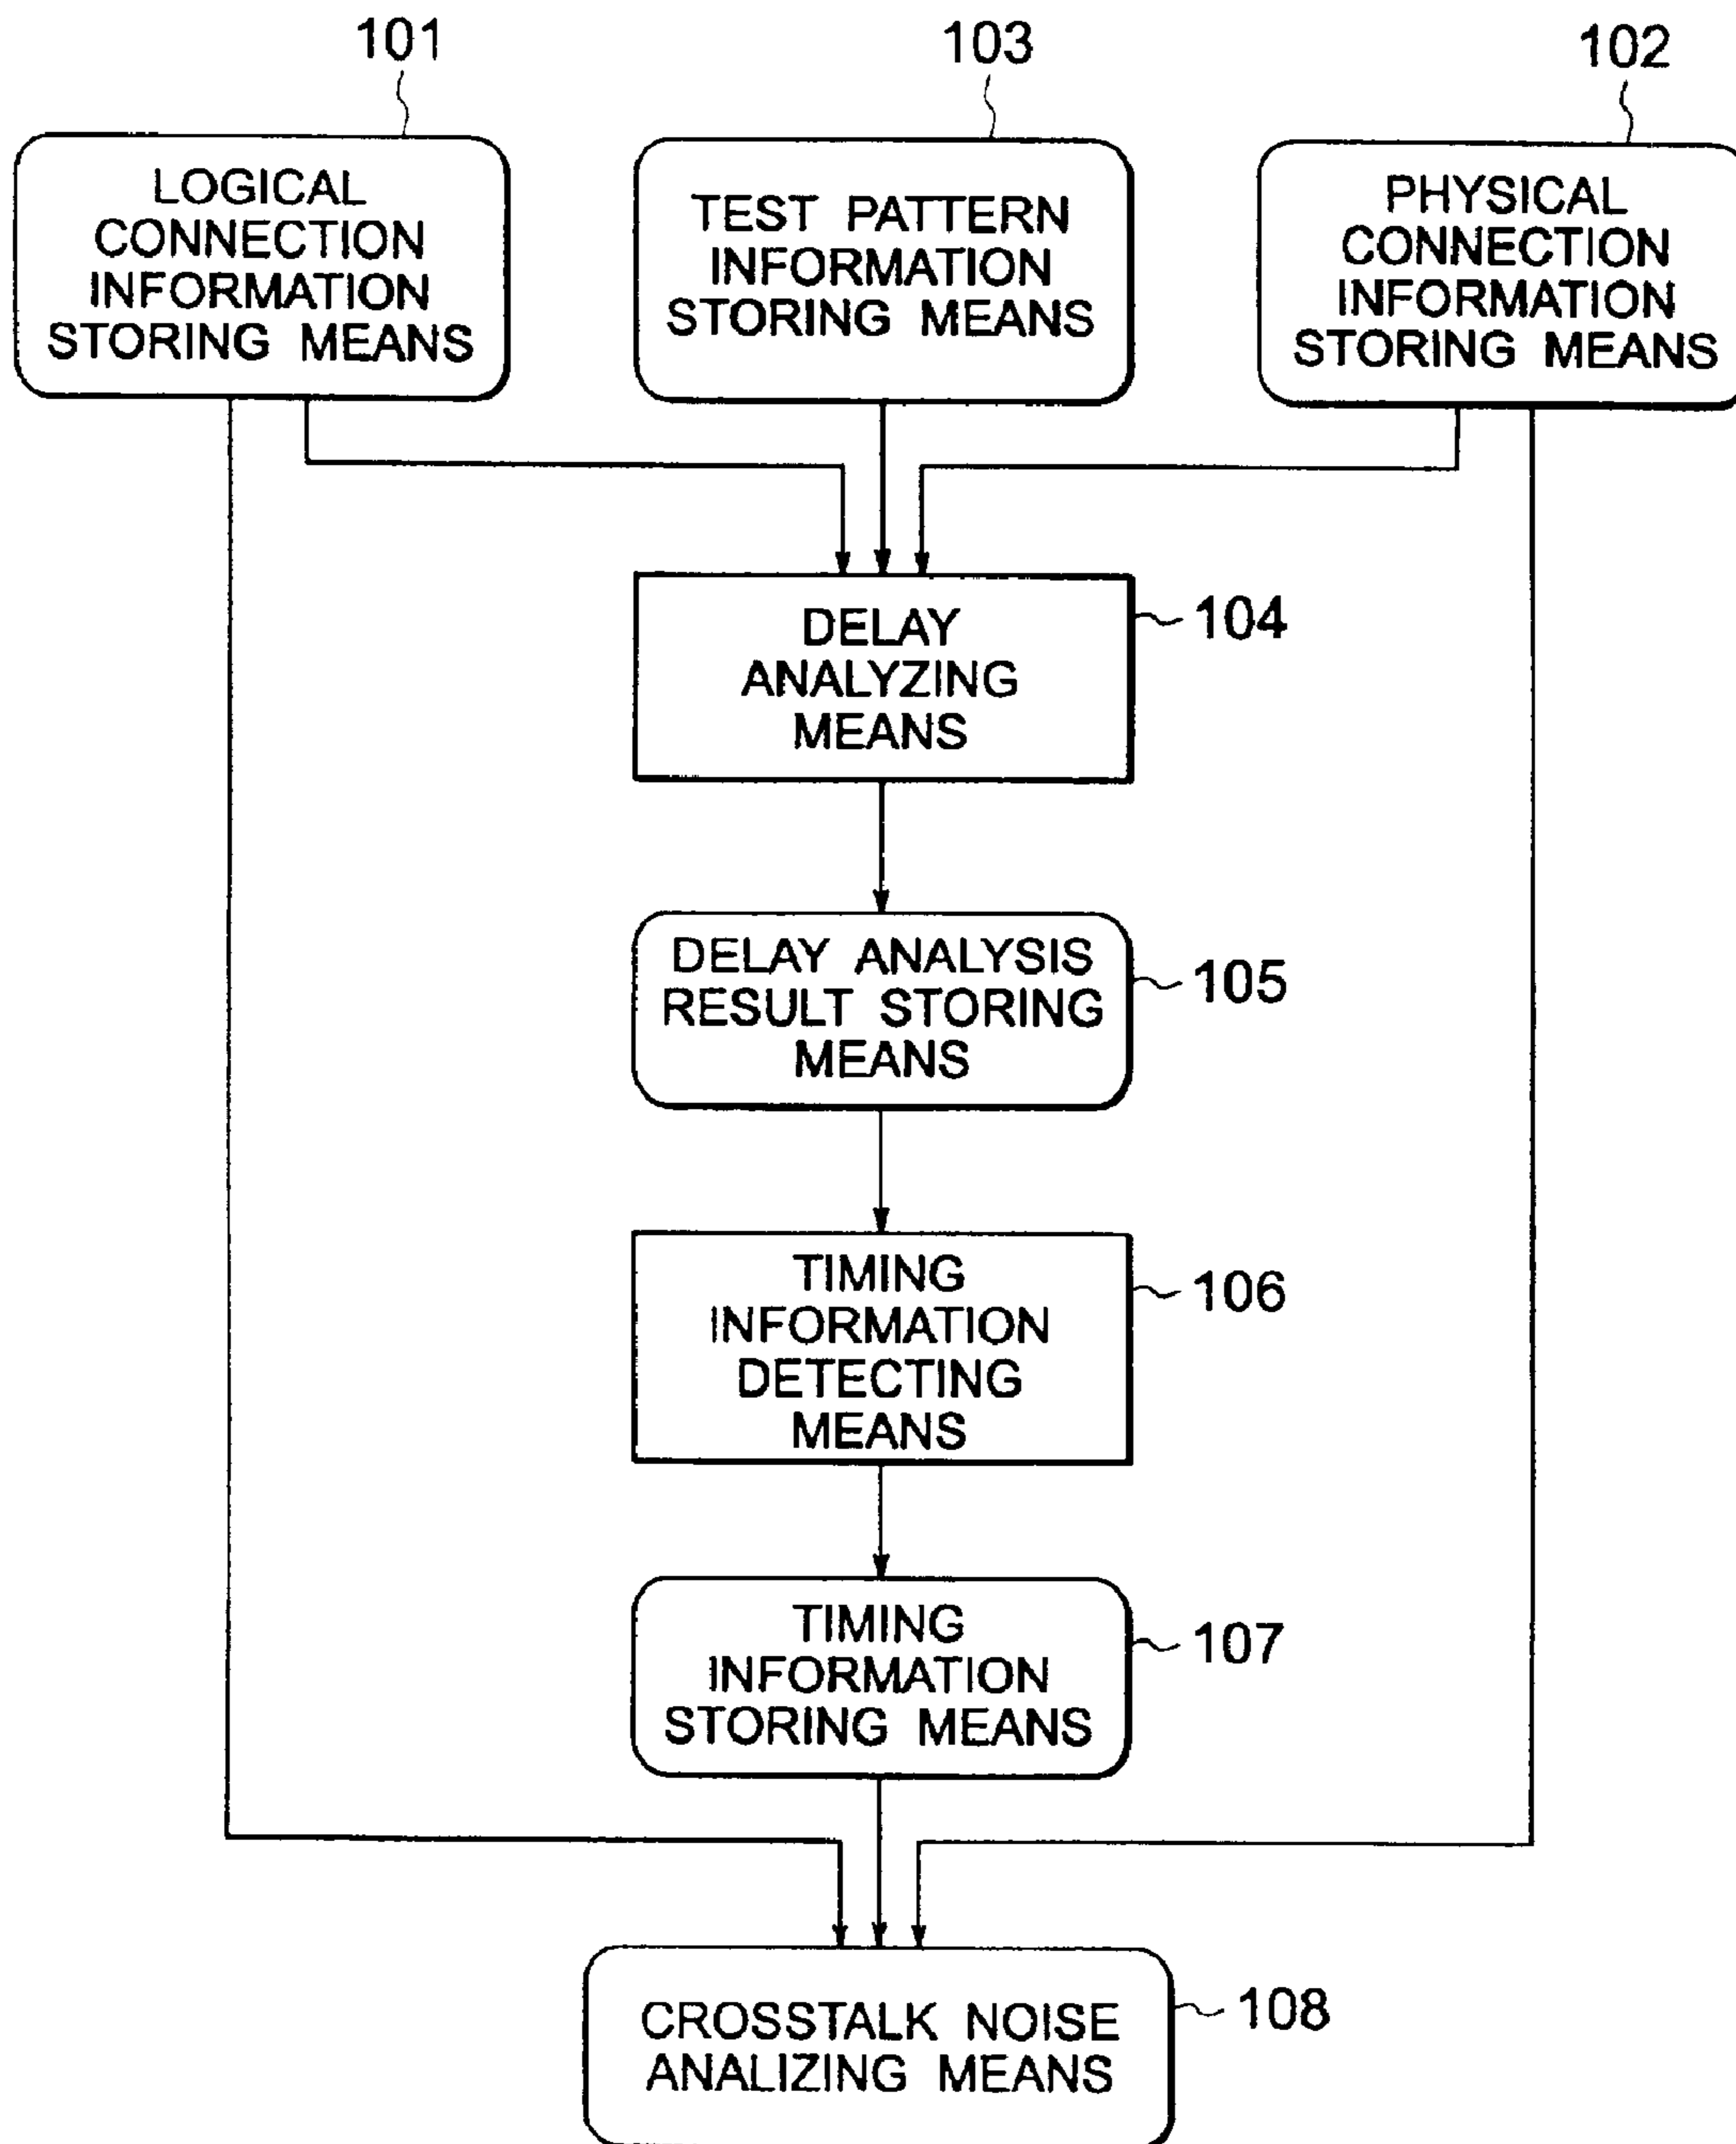 101
103
102
LOGICAL
CONNECTION
INFORMATION
STORING MEANS
TEST PATTERN
INFORMATION
STORING MEANS
PHYSICAL
CONNECTION
INFORMATION
STORING MEANS
DELAY
ANALYZING
MEANS
104
DELAY ANALYSIS
RESULT STORING
MEANS
105
TIMING
INFORMATION
DETECTING
MEANS
106
TIMING
INFORMATION
STORING MEANS
107
CROSSTALK NOISE
ANALIZING MEANS
108